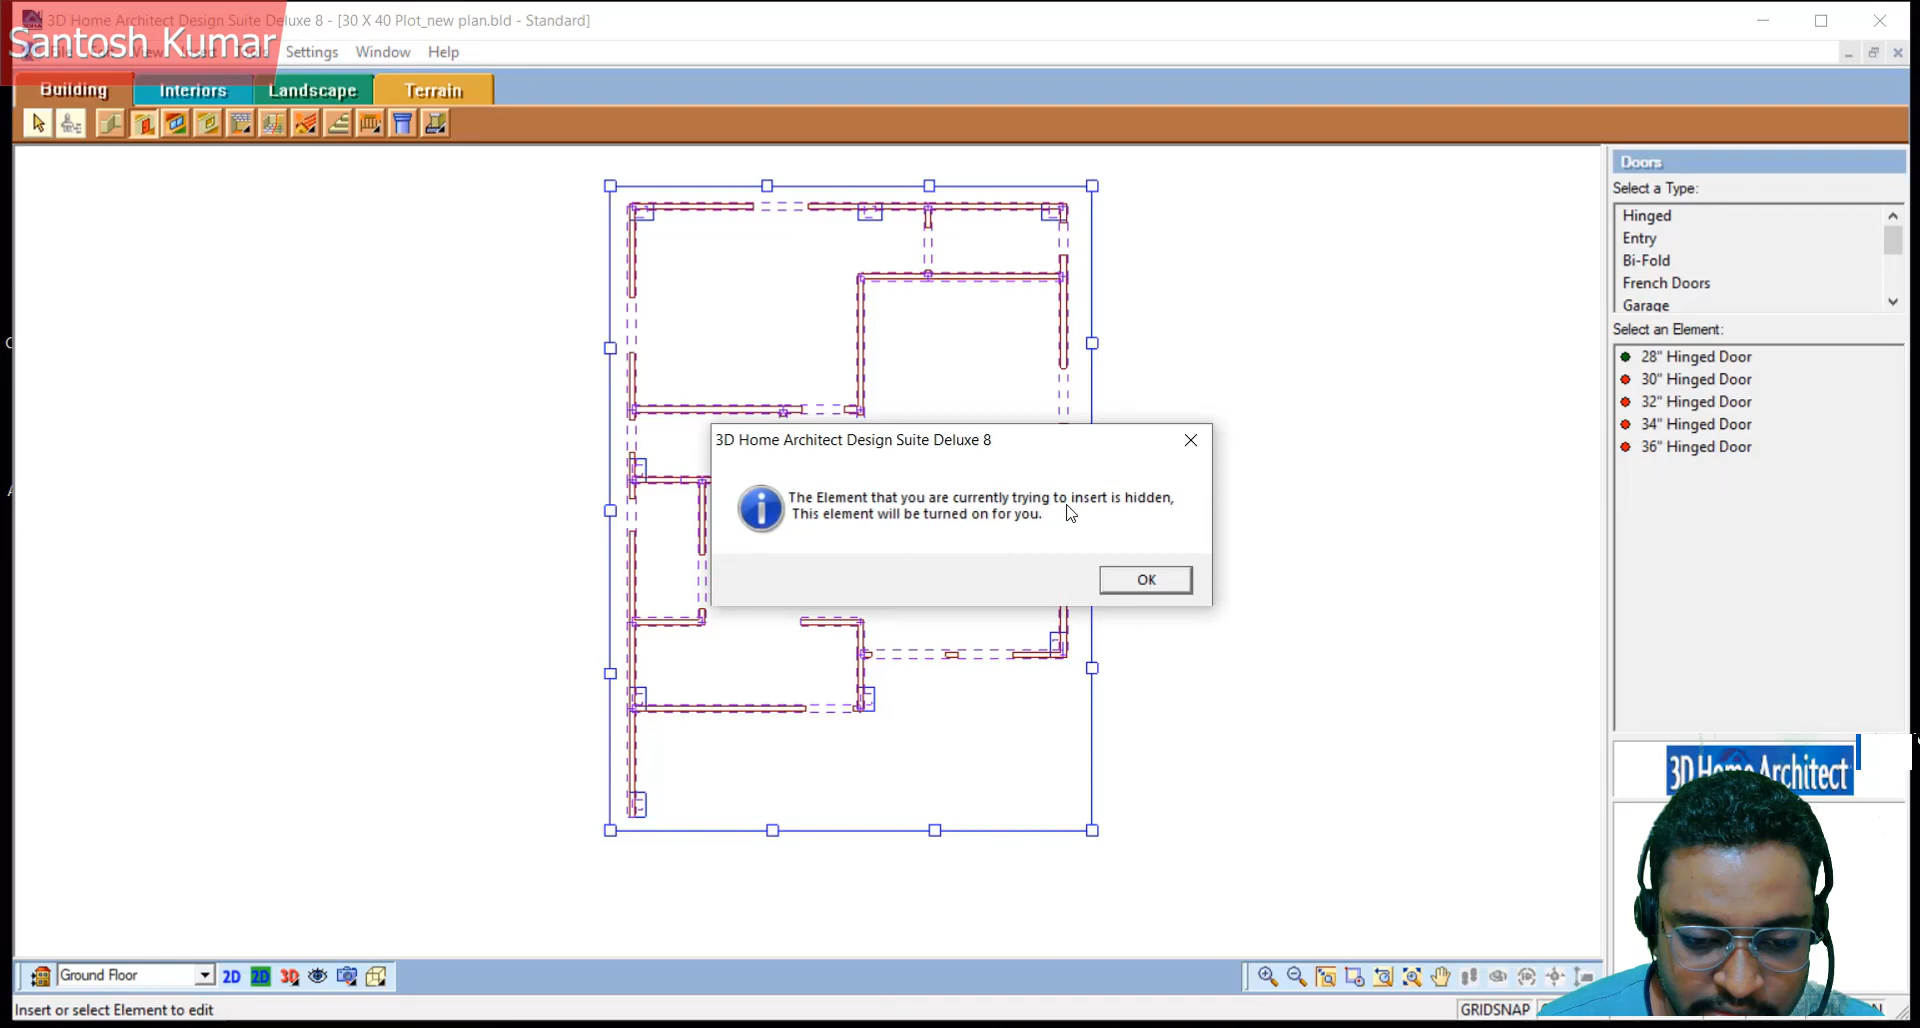 3D Home Architect Design Suite Deluxe 8 - [30 X 40 Plot_new plan.bld - Standard]
Santosh Kumar
Settings Window Help
Building Interiors Landscape Terrain
Doors
Select a Type:
Hinged
Entry
Bi-Fold
French Doors
Garage
Select an Element:
28" Hinged Door
30" Hinged Door
32" Hinged Door
34" Hinged Door
36" Hinged Door
3D Home Architect Design Suite Deluxe 8
The Element that you are currently trying to insert is hidden,
This element will be turned on for you.
OK
3D Home Architect
Ground Floor 2D 2D 3D
Insert or select Element to edit
GRIDSNAP